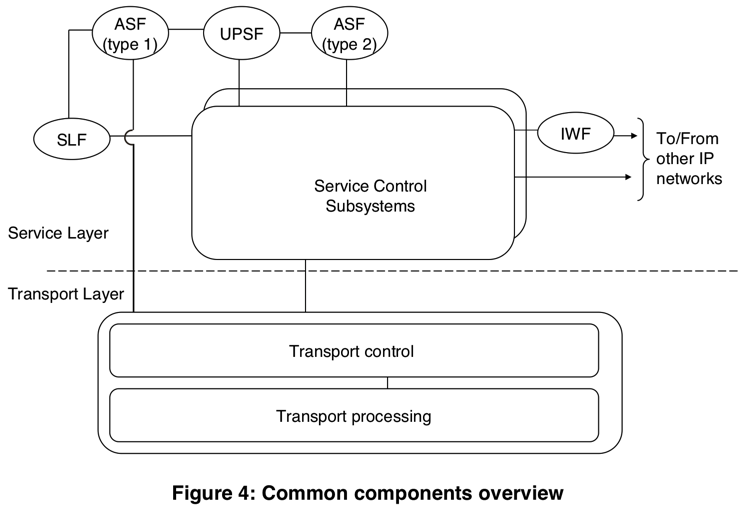 ASF
(type 1)
UPSF
ASF
(type 2)
SLF
IWF
To/From
other IP
networks
Service Control
Subsystems
Service Layer
Transport Layer
Transport control
Transport processing
Figure 4: Common components overview